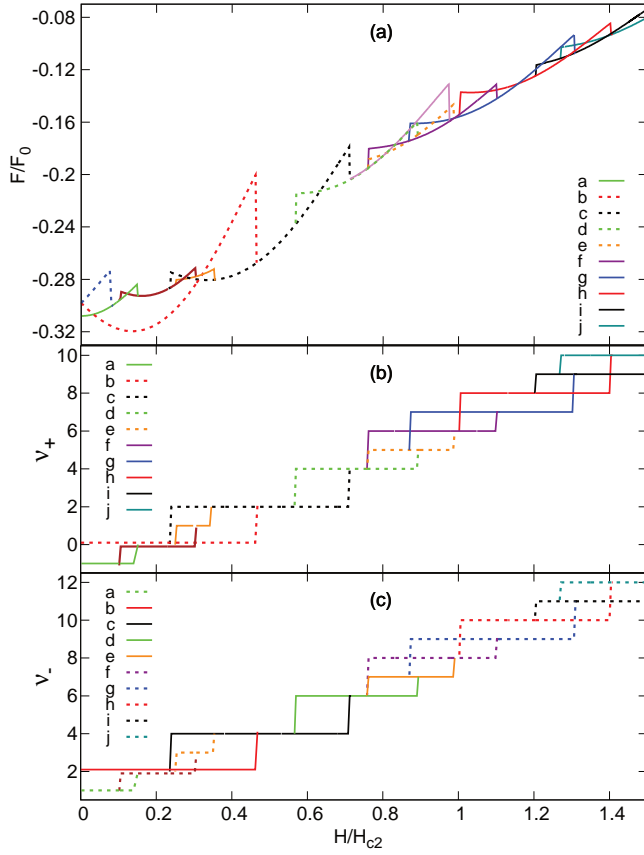 (a)
-0.08
-0.12
-0.16
-0.2
-0.24
-0.28
-0.32
F/F0
a
b
c
d
e
f
g
h
i
j
(b)
10
8
6
4
2
0
ν+
a
b
c
d
e
f
g
h
i
j
(c)
12
10
8
6
4
2
ν-
a
b
c
d
e
f
g
h
i
j
0 0.2 0.4 0.6 0.8 1 1.2 1.4
H/Hc2